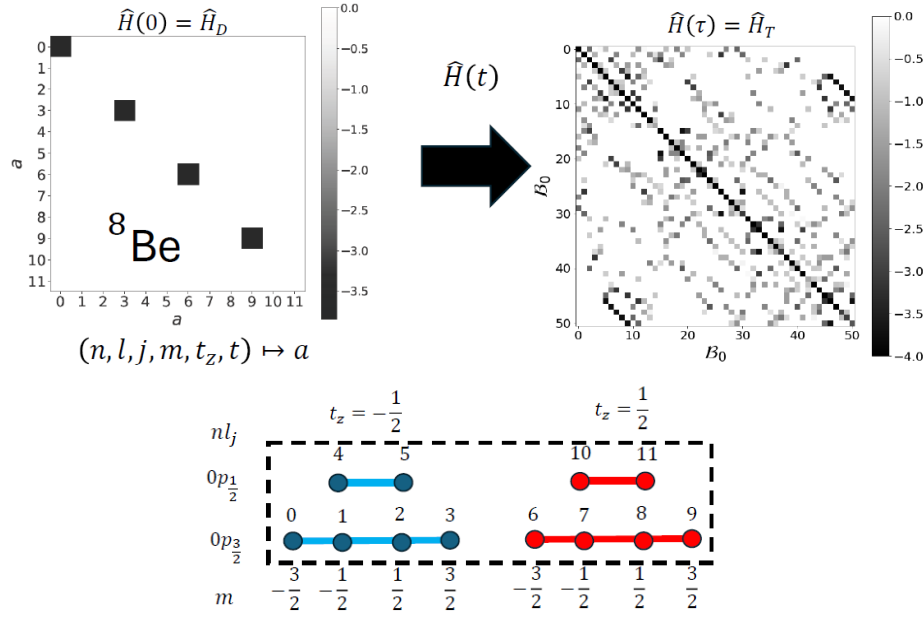 Ĥ(0) = Ĥ_D
0
1
2
3
4
5
6
7
8
9
10
11
a
⁸Be
0 1 2 3 4 5 6 7 8 9 10 11
a
0.0
−0.5
−1.0
−1.5
−2.0
−2.5
−3.0
−3.5
(n, l, j, m, t_Z, t) ↦ a
Ĥ(t)
Ĥ(τ) = Ĥ_T
0
10
20
30
40
50
ℬ₀
0 10 20 30 40 50
ℬ₀
0.0
−0.5
−1.0
−1.5
−2.0
−2.5
−3.0
−3.5
−4.0
t_z = −1/2 t_z = 1/2
nl_j
4 5 10 11
0p_{1/2}
0 1 2 3 6 7 8 9
0p_{3/2}
m −3/2 −1/2 1/2 3/2 −3/2 −1/2 1/2 3/2